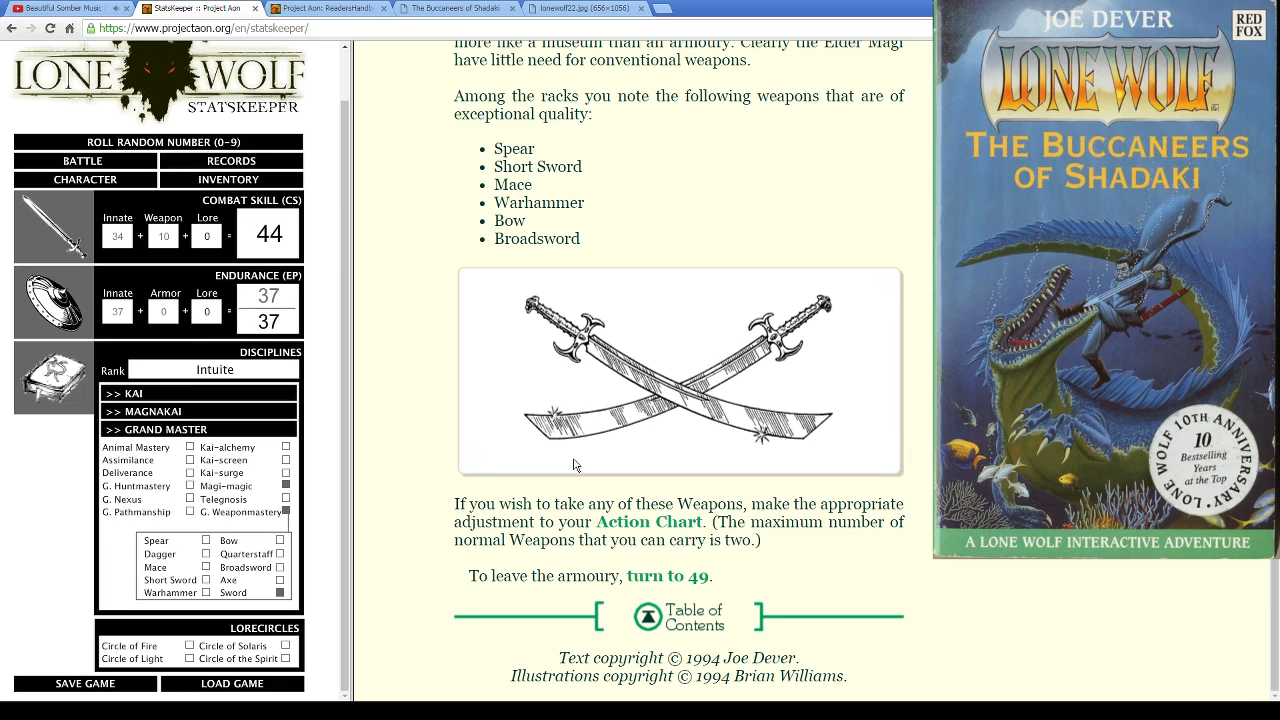 Beautiful Somber Music
StatsKeeper :: Project Aon
Project Aon: ReadersHandb
The Buccaneers of Shadaki
lonewolf22.jpg (656×1056)
https://www.projectaon.org/en/statskeeper/
LONE WOLF
STATSKEEPER
ROLL RANDOM NUMBER (0-9)
BATTLE RECORDS
CHARACTER INVENTORY
COMBAT SKILL (CS)
Innate Weapon Lore
34 + 10 + 0 = 44
ENDURANCE (EP)
Innate Armor Lore
37 + 0 + 0 = 37
37
DISCIPLINES
Rank Intuite
>> KAI
>> MAGNAKAI
>> GRAND MASTER
Animal Mastery Kai-alchemy
Assimilance Kai-screen
Deliverance Kai-surge
G. Huntmastery Magi-magic
G. Nexus Telegnosis
G. Pathmanship G. Weaponmastery
Spear Bow
Dagger Quarterstaff
Mace Broadsword
Short Sword Axe
Warhammer Sword
LORECIRCLES
Circle of Fire Circle of Solaris
Circle of Light Circle of the Spirit
SAVE GAME LOAD GAME
more like a museum than an armoury. Clearly the Elder Magi
have little need for conventional weapons.
Among the racks you note the following weapons that are of
exceptional quality:
• Spear
• Short Sword
• Mace
• Warhammer
• Bow
• Broadsword
If you wish to take any of these Weapons, make the appropriate
adjustment to your Action Chart. (The maximum number of
normal Weapons that you can carry is two.)
To leave the armoury, turn to 49.
Table of
Contents
Text copyright © 1994 Joe Dever.
Illustrations copyright © 1994 Brian Williams.
JOE DEVER
RED
FOX
LONE WOLF
THE BUCCANEERS
OF SHADAKI
LONE WOLF 10TH ANNIVERSARY
10
Bestselling
Years
at the Top
A LONE WOLF INTERACTIVE ADVENTURE